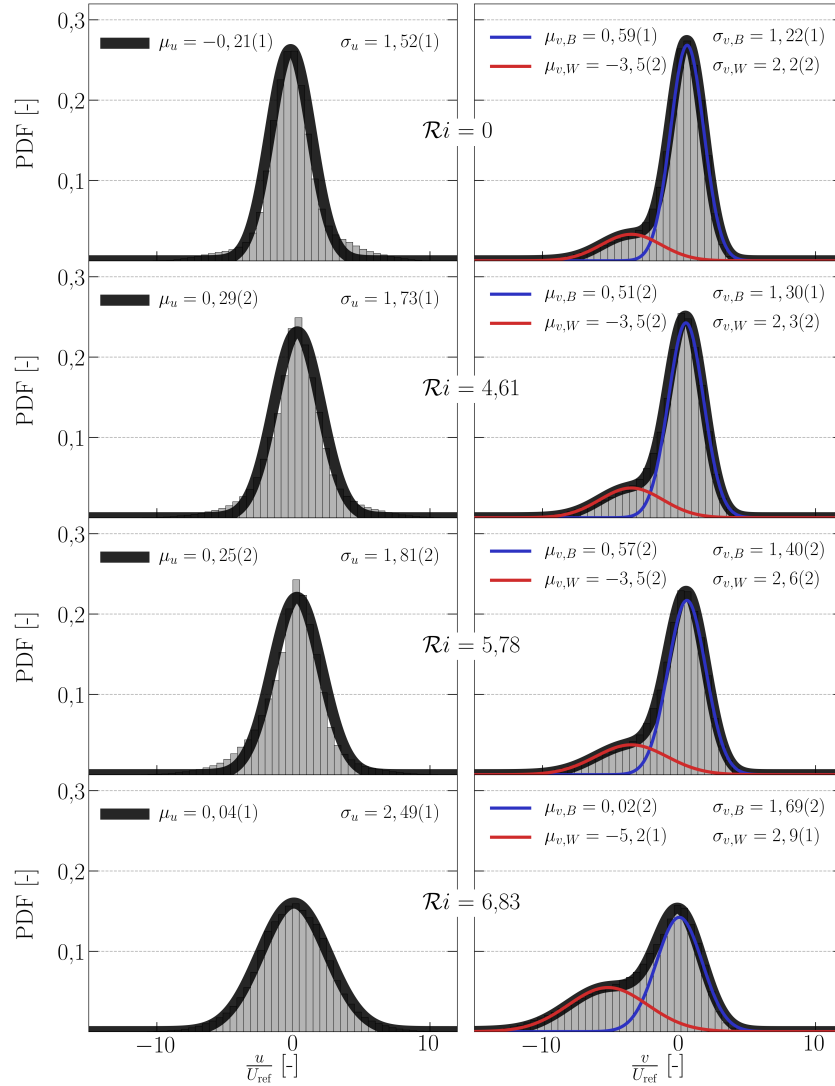 0,3
μ_u = −0,21(1) σ_u = 1,52(1)
μ_{v,B} = 0,59(1) σ_{v,B} = 1,22(1)
μ_{v,W} = −3,5(2) σ_{v,W} = 2,2(2)
0,2
PDF [-]
ℛi = 0
0,1
0,3
μ_u = 0,29(2) σ_u = 1,73(1)
μ_{v,B} = 0,51(2) σ_{v,B} = 1,30(1)
μ_{v,W} = −3,5(2) σ_{v,W} = 2,3(2)
0,2
PDF [-]
ℛi = 4,61
0,1
0,3
μ_u = 0,25(2) σ_u = 1,81(2)
μ_{v,B} = 0,57(2) σ_{v,B} = 1,40(2)
μ_{v,W} = −3,5(2) σ_{v,W} = 2,6(2)
0,2
PDF [-]
ℛi = 5,78
0,1
0,3
μ_u = 0,04(1) σ_u = 2,49(1)
μ_{v,B} = 0,02(2) σ_{v,B} = 1,69(2)
μ_{v,W} = −5,2(1) σ_{v,W} = 2,9(1)
0,2
PDF [-]
ℛi = 6,83
0,1
−10 0 10 −10 0 10
u/U_ref [-] v/U_ref [-]